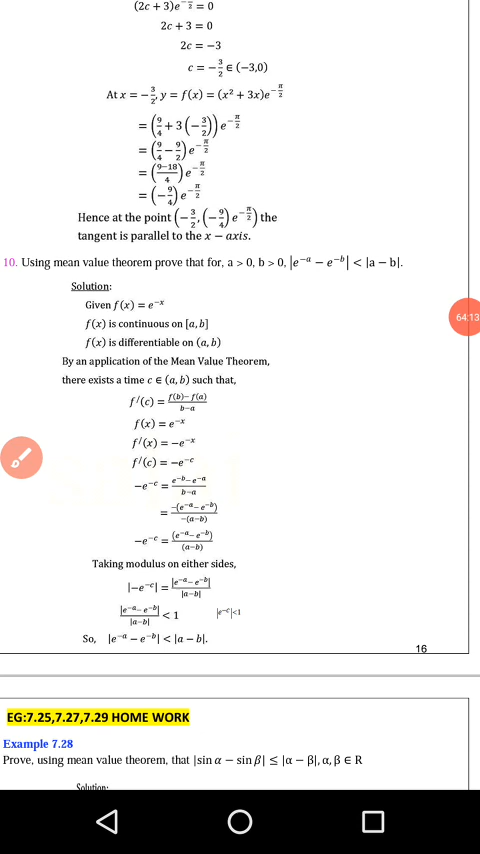 (2c + 3)e^{-π/2} = 0
2c + 3 = 0
2c = −3
c = −3/2 ∈ (−3,0)
At x = −3/2, y = f(x) = (x² + 3x)e^{-π/2}
= (9/4 + 3(−3/2)) e^{-π/2}
= (9/4 − 9/2) e^{-π/2}
= (9−18/4) e^{-π/2}
= (−9/4) e^{-π/2}
Hence at the point (−3/2, (−9/4) e^{-π/2}) the
tangent is parallel to the x − axis.
10. Using mean value theorem prove that for, a > 0, b > 0, |e^{-a} − e^{-b}| < |a − b|.
Solution:
Given f(x) = e^{-x}
f(x) is continuous on [a, b]
f(x) is differentiable on (a, b)
By an application of the Mean Value Theorem,
there exists a time c ∈ (a, b) such that,
f′(c) = f(b)− f(a)/b−a
f(x) = e^{-x}
f′(x) = −e^{-x}
f′(c) = −e^{-c}
−e^{-c} = e^{-b}− e^{-a}/b−a
= −(e^{-a}− e^{-b})/−(a−b)
−e^{-c} = (e^{-a}− e^{-b})/(a−b)
Taking modulus on either sides,
|−e^{-c}| = |e^{-a}− e^{-b}|/|a−b|
|e^{-a}− e^{-b}|/|a−b| < 1 |e^{-c}|<1
So, |e^{-a} − e^{-b}| < |a − b|.
16
64:13
EG:7.25,7.27,7.29 HOME WORK
Example 7.28
Prove, using mean value theorem, that |sin α − sin β| ≤ |α − β|, α, β ∈ R
Solution: